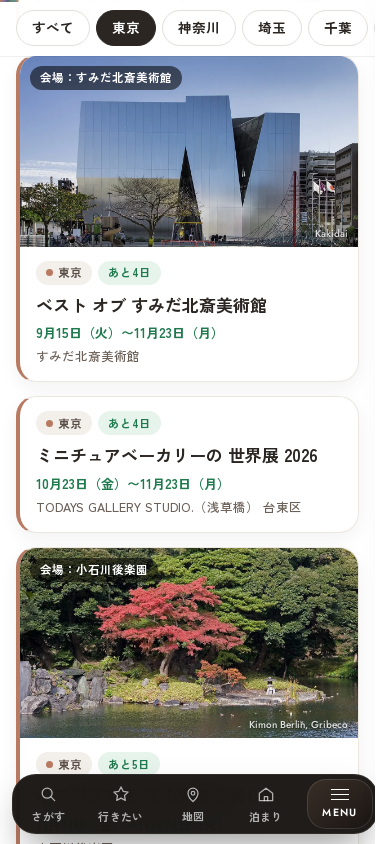 すべて 東京 神奈川 埼玉 千葉
会場：すみだ北斎美術館
Kakidai
東京 あと4日
ベスト オブ すみだ北斎美術館
9月15日（火）〜11月23日（月）
すみだ北斎美術館
東京 あと4日
ミニチュアベーカリーの 世界展 2026
10月23日（金）〜11月23日（月）
TODAYS GALLERY STUDIO.（浅草橋） 台東区
会場：小石川後楽園
Kimon Berlin, Gribeco
東京 あと5日
さがす 行きたい 地図 泊まり MENU